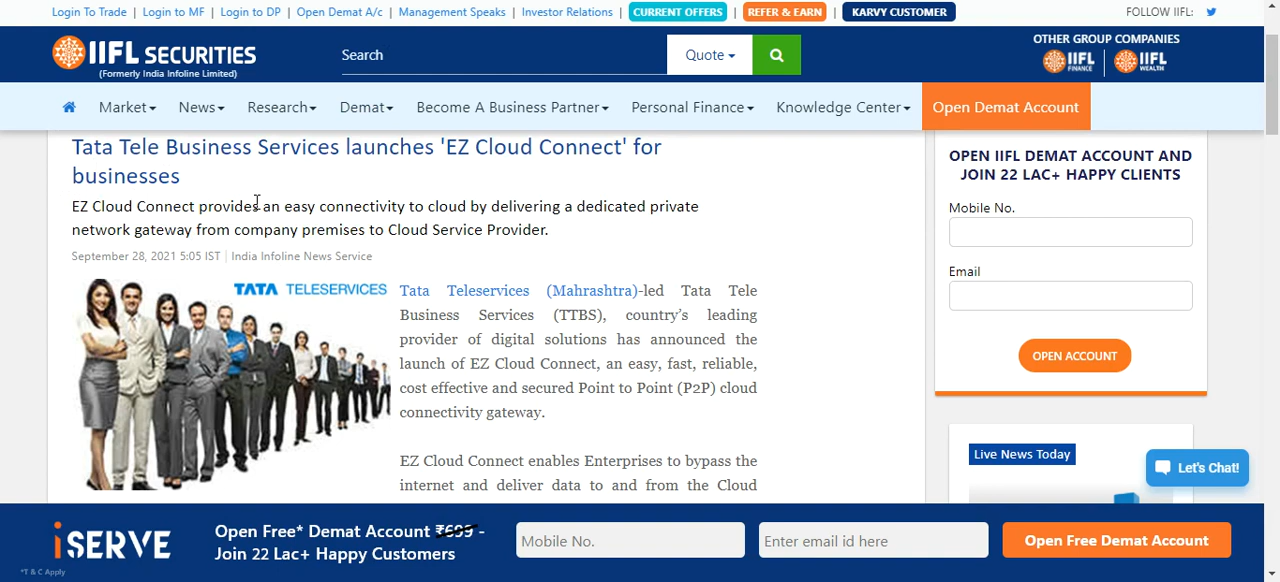 Login To Trade | Login to MF | Login to DP | Open Demat A/c | Management Speaks | Investor Relations | CURRENT OFFERS | REFER & EARN | KARVY CUSTOMER FOLLOW IIFL:
IIFL SECURITIES
(Formerly India Infoline Limited)
Search
Quote
OTHER GROUP COMPANIES
IIFL FINANCE
IIFL WEALTH
Market News Research Demat Become A Business Partner Personal Finance Knowledge Center Open Demat Account
Tata Tele Business Services launches 'EZ Cloud Connect' for
businesses
EZ Cloud Connect provides an easy connectivity to cloud by delivering a dedicated private
network gateway from company premises to Cloud Service Provider.
September 28, 2021 5:05 IST | India Infoline News Service
TATA TELESERVICES
Tata Teleservices (Mahrashtra)-led Tata Tele
Business Services (TTBS), country's leading
provider of digital solutions has announced the
launch of EZ Cloud Connect, an easy, fast, reliable,
cost effective and secured Point to Point (P2P) cloud
connectivity gateway.
EZ Cloud Connect enables Enterprises to bypass the
internet and deliver data to and from the Cloud
OPEN IIFL DEMAT ACCOUNT AND
JOIN 22 LAC+ HAPPY CLIENTS
Mobile No.
Email
OPEN ACCOUNT
Live News Today
Let's Chat!
iSERVE
*T & C Apply
Open Free* Demat Account ₹699 -
Join 22 Lac+ Happy Customers
Mobile No.
Enter email id here
Open Free Demat Account